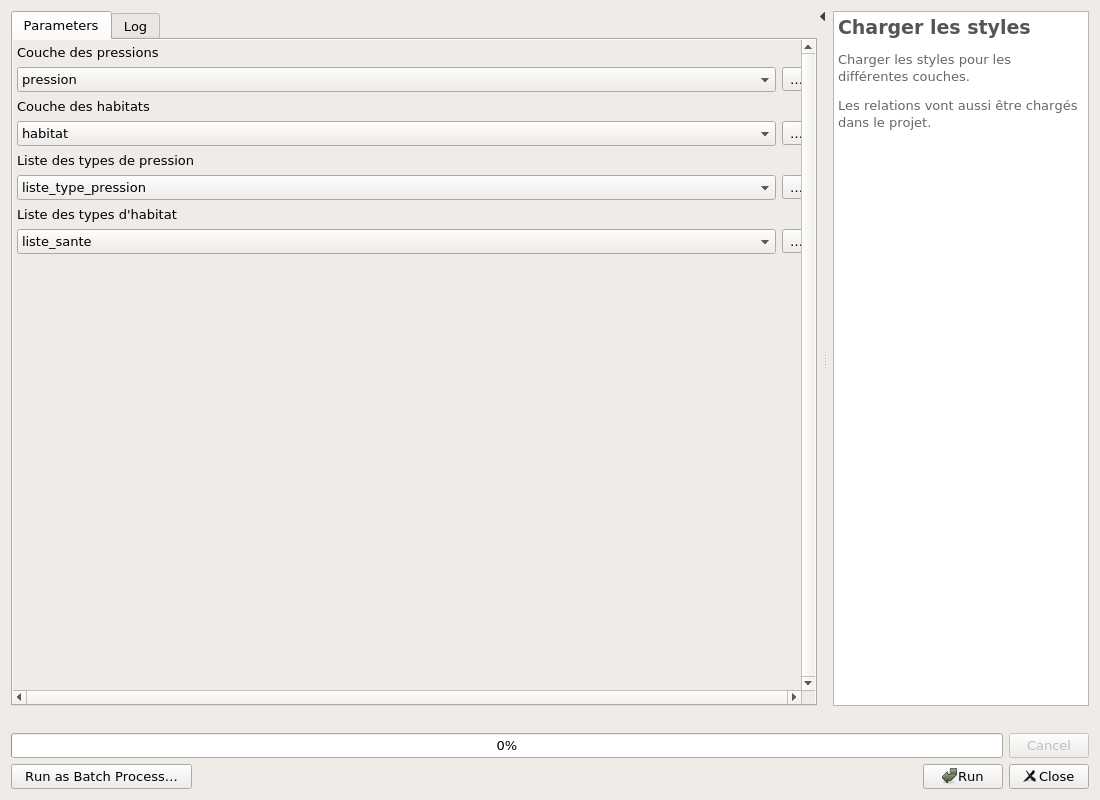 Parameters
Log
Couche des pressions
pression
...
Couche des habitats
habitat
...
Liste des types de pression
liste_type_pression
...
Liste des types d'habitat
liste_sante
...
Charger les styles
Charger les styles pour les
différentes couches.
Les relations vont aussi être chargés
dans le projet.
0%
Cancel
Run as Batch Process...
Run
Close